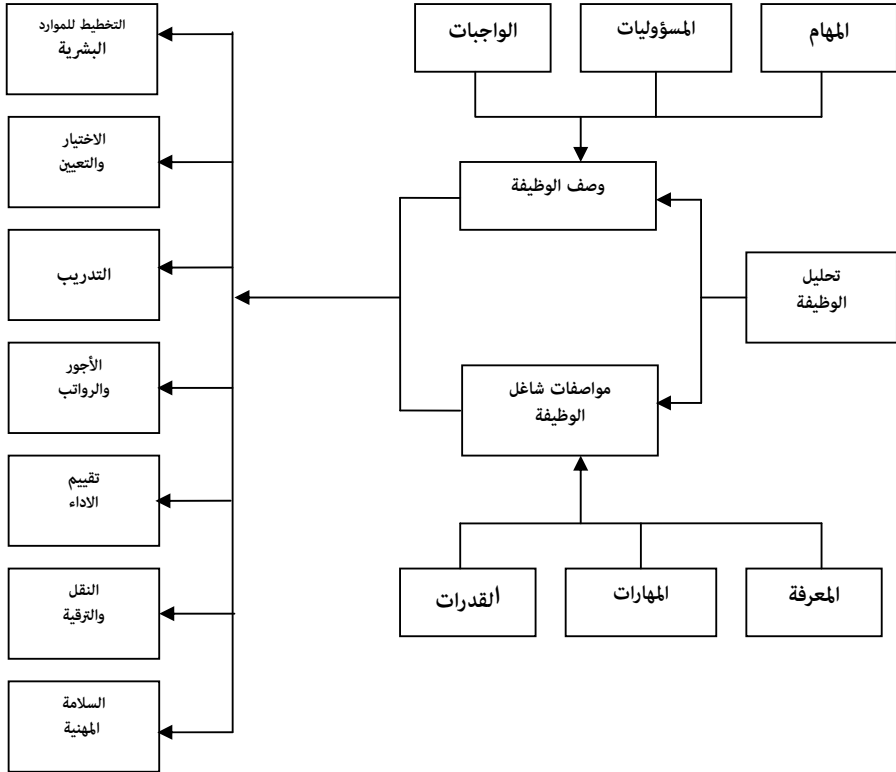 المهام
المسؤوليات
الواجبات
وصف الوظيفة
تحليل
الوظيفة
مواصفات شاغل
الوظيفة
المعرفة
المهارات
ألقدرات
التخطيط للموارد
البشرية
الاختيار
والتعيين
التدريب
الأجور
والرواتب
تقييم
الاداء
النقل
والترقية
السلامة
المهنية